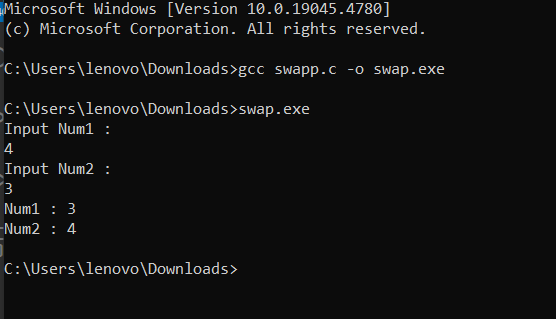 Microsoft Windows [Version 10.0.19045.4780]
(c) Microsoft Corporation. All rights reserved.
C:\Users\lenovo\Downloads>gcc swapp.c -o swap.exe
C:\Users\lenovo\Downloads>swap.exe
Input Num1 :
4
Input Num2 :
3
Num1 : 3
Num2 : 4
C:\Users\lenovo\Downloads>